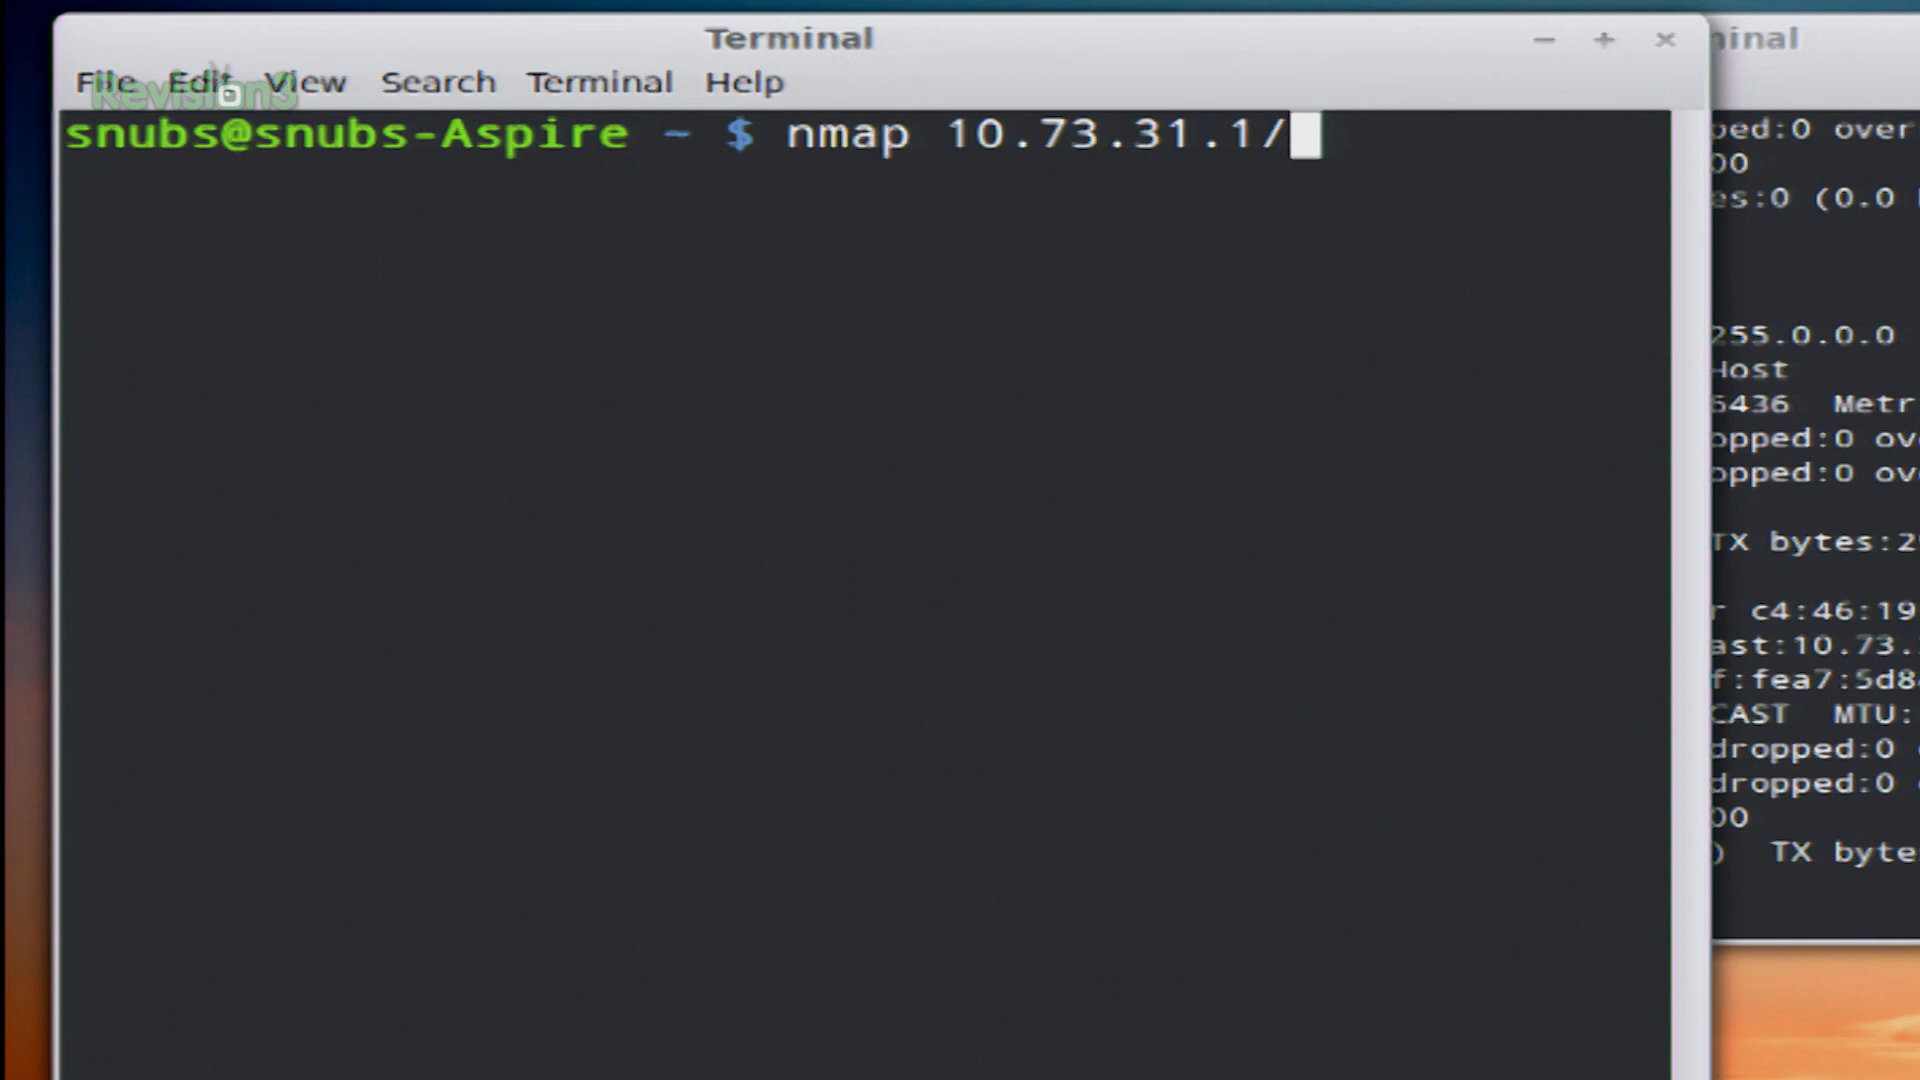 Terminal
File Edit View Search Terminal Help
Revision3
snubs@snubs-Aspire ~ $ nmap 10.73.31.1/
inal
ped:0 over
00
es:0 (0.0
255.0.0.0
Host
6436 Metr
opped:0 ov
opped:0 ov
TX bytes:2
r c4:46:19
ast:10.73.
f:fea7:5d8
CAST MTU:
dropped:0
dropped:0
00
) TX byte